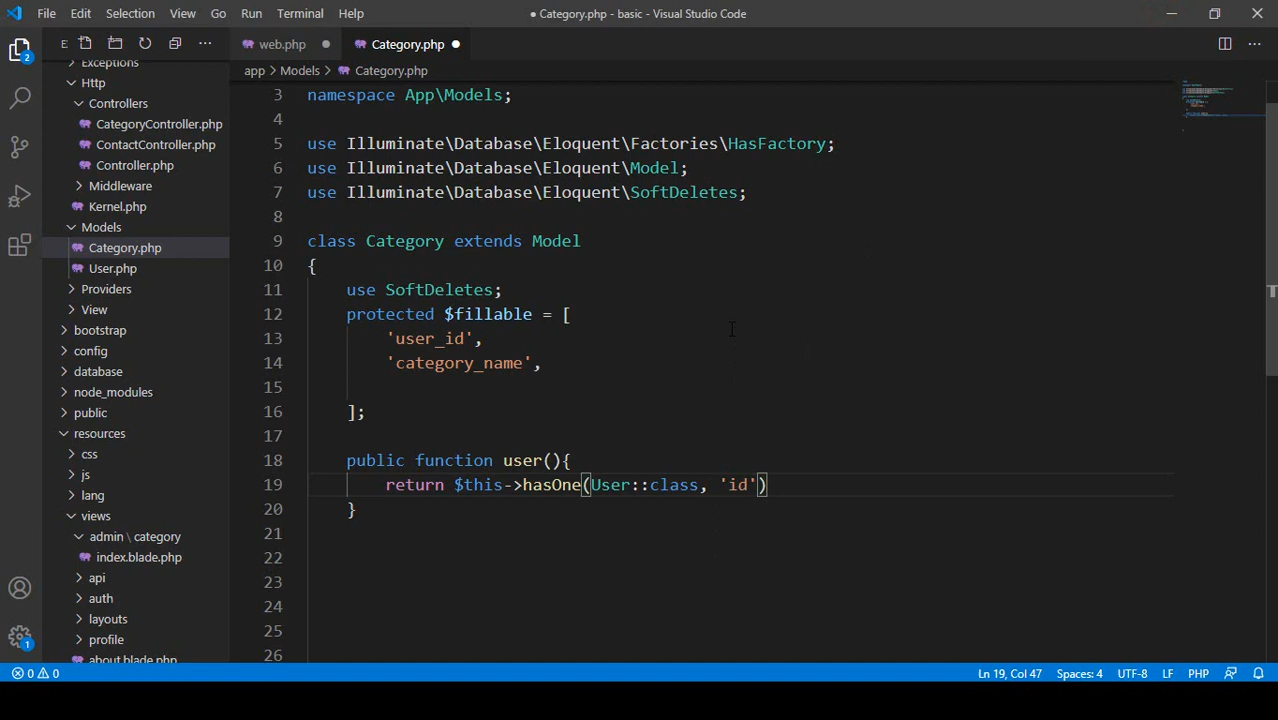 File Edit Selection View Go Run Terminal Help
● Category.php - basic - Visual Studio Code
E
web.php
Category.php
app > Models > Category.php
Exceptions
Http
Controllers
CategoryController.php
ContactController.php
Controller.php
Middleware
Kernel.php
Models
Category.php
User.php
Providers
View
bootstrap
config
database
node_modules
public
resources
css
js
lang
views
admin \ category
index.blade.php
api
auth
layouts
profile
about.blade.php
2
1
3 namespace App\Models;
4
5 use Illuminate\Database\Eloquent\Factories\HasFactory;
6 use Illuminate\Database\Eloquent\Model;
7 use Illuminate\Database\Eloquent\SoftDeletes;
8
9 class Category extends Model
10 {
11 use SoftDeletes;
12 protected $fillable = [
13 'user_id',
14 'category_name',
15
16 ];
17
18 public function user(){
19 return $this->hasOne(User::class, 'id')
20 }
21
22
23
24
25
26
0 0
Ln 19, Col 47 Spaces: 4 UTF-8 LF PHP